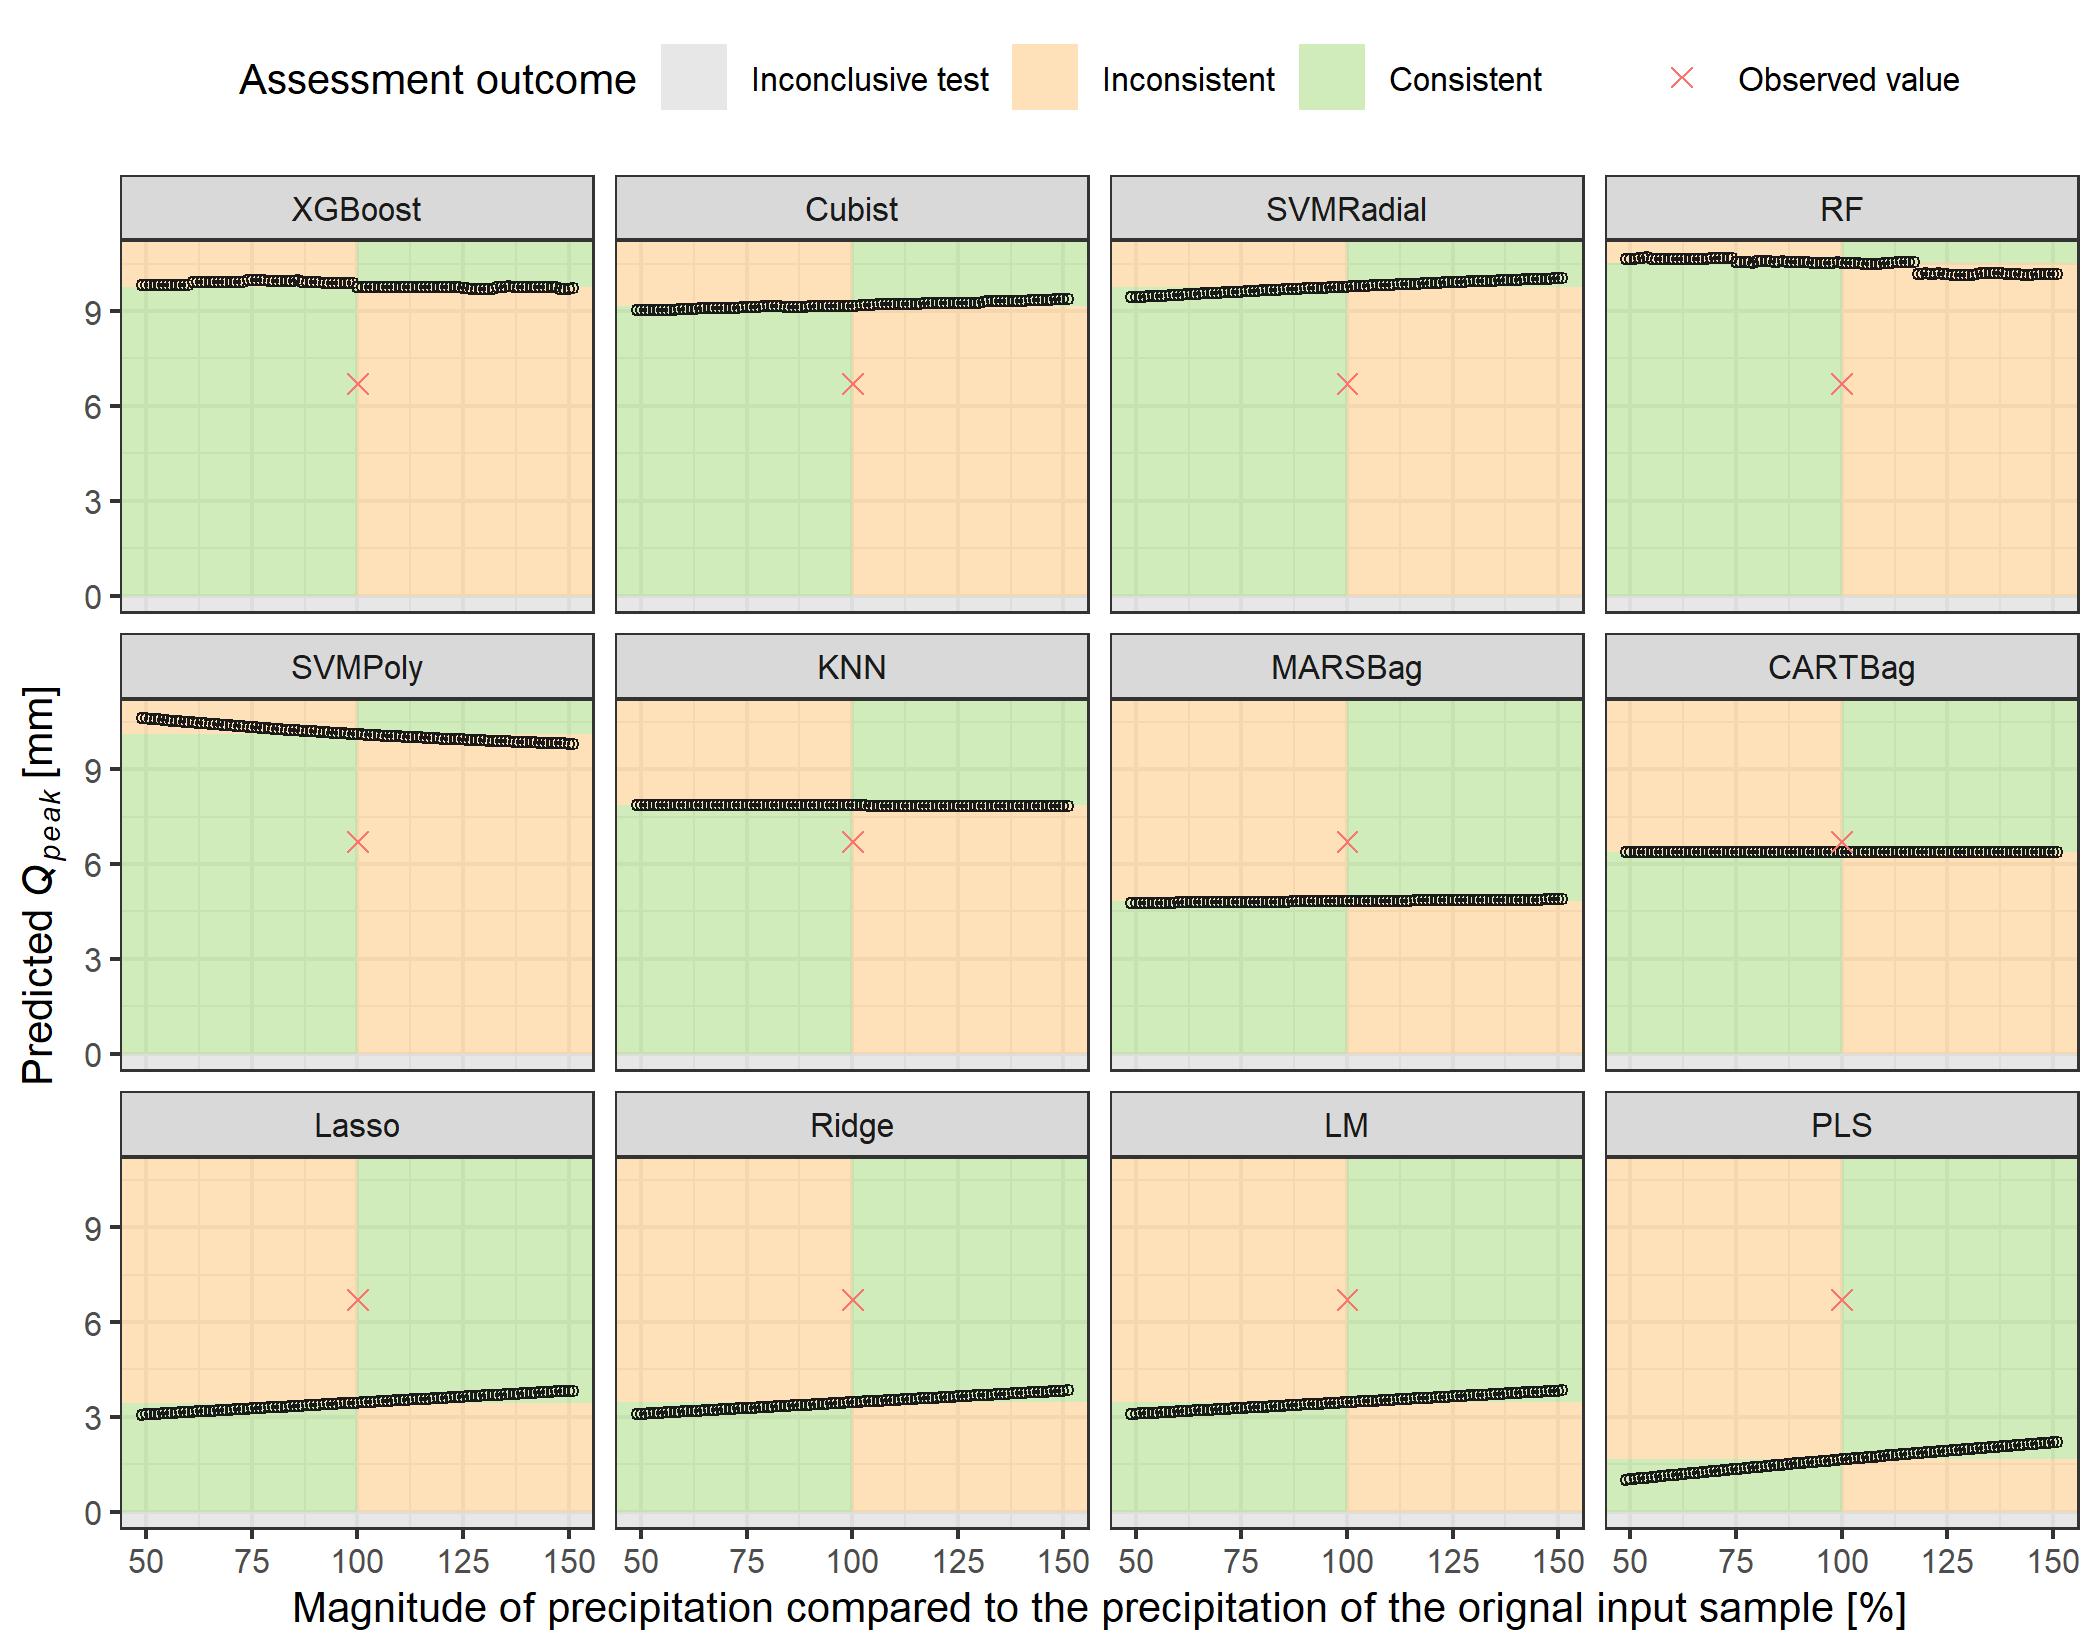 Assessment outcome Inconclusive test Inconsistent Consistent Observed value
XGBoost Cubist SVMRadial RF
9
6
3
0
SVMPoly KNN MARSBag CARTBag
9
6
3
0
Lasso Ridge LM PLS
9
6
3
0
50 75 100 125 150 50 75 100 125 150 50 75 100 125 150 50 75 100 125 150
Predicted Qpeak [mm]
Magnitude of precipitation compared to the precipitation of the orignal input sample [%]